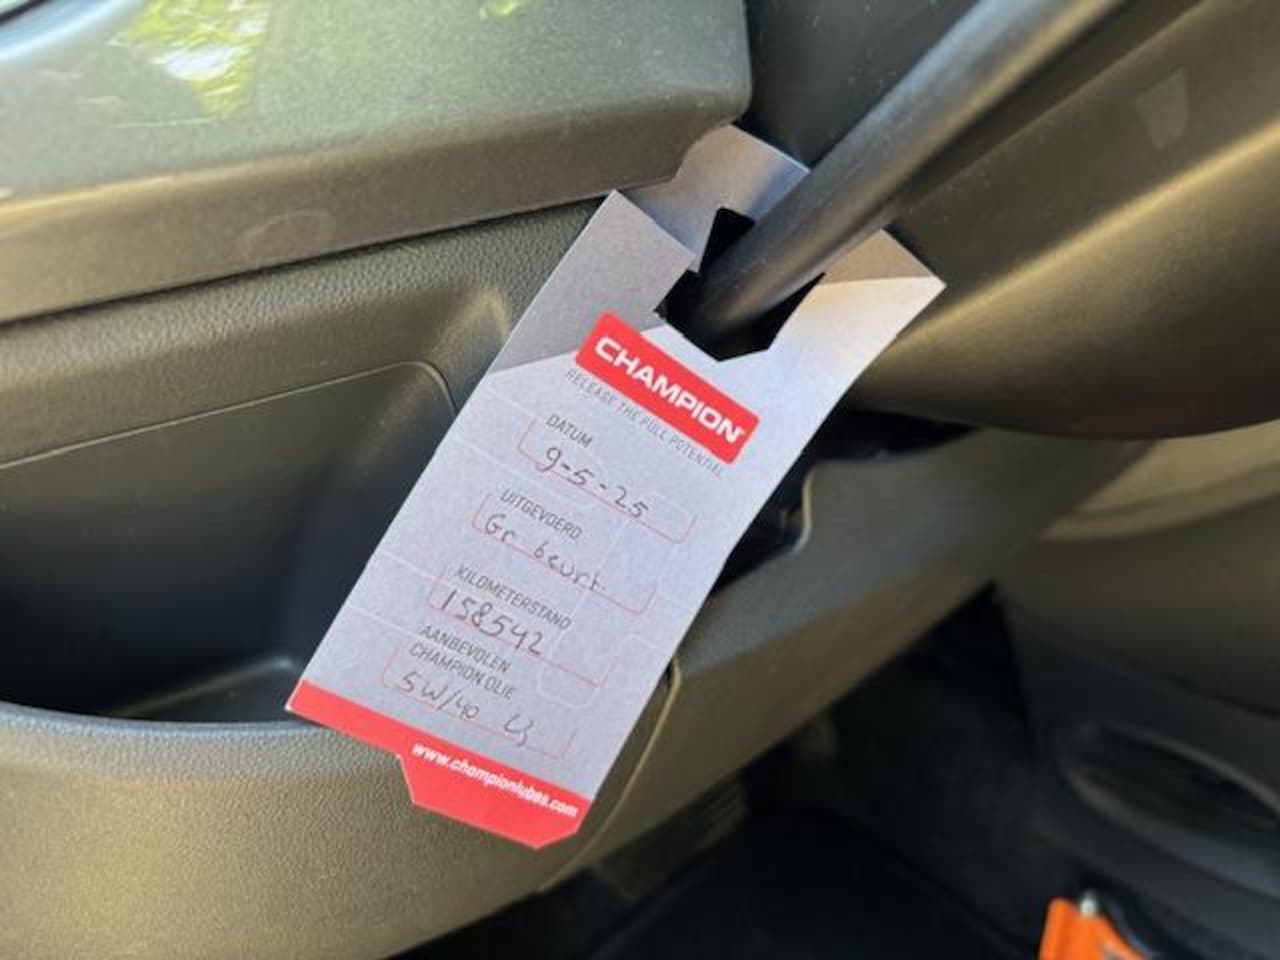 CHAMPION
RELEASE THE FULL POTENTIAL
DATUM
9-5-25
UITGEVOERD
Gr beurt.
KILOMETERSTAND
158542
AANBEVOLEN
CHAMPION OLIE
5W/40
www.championlubes.com